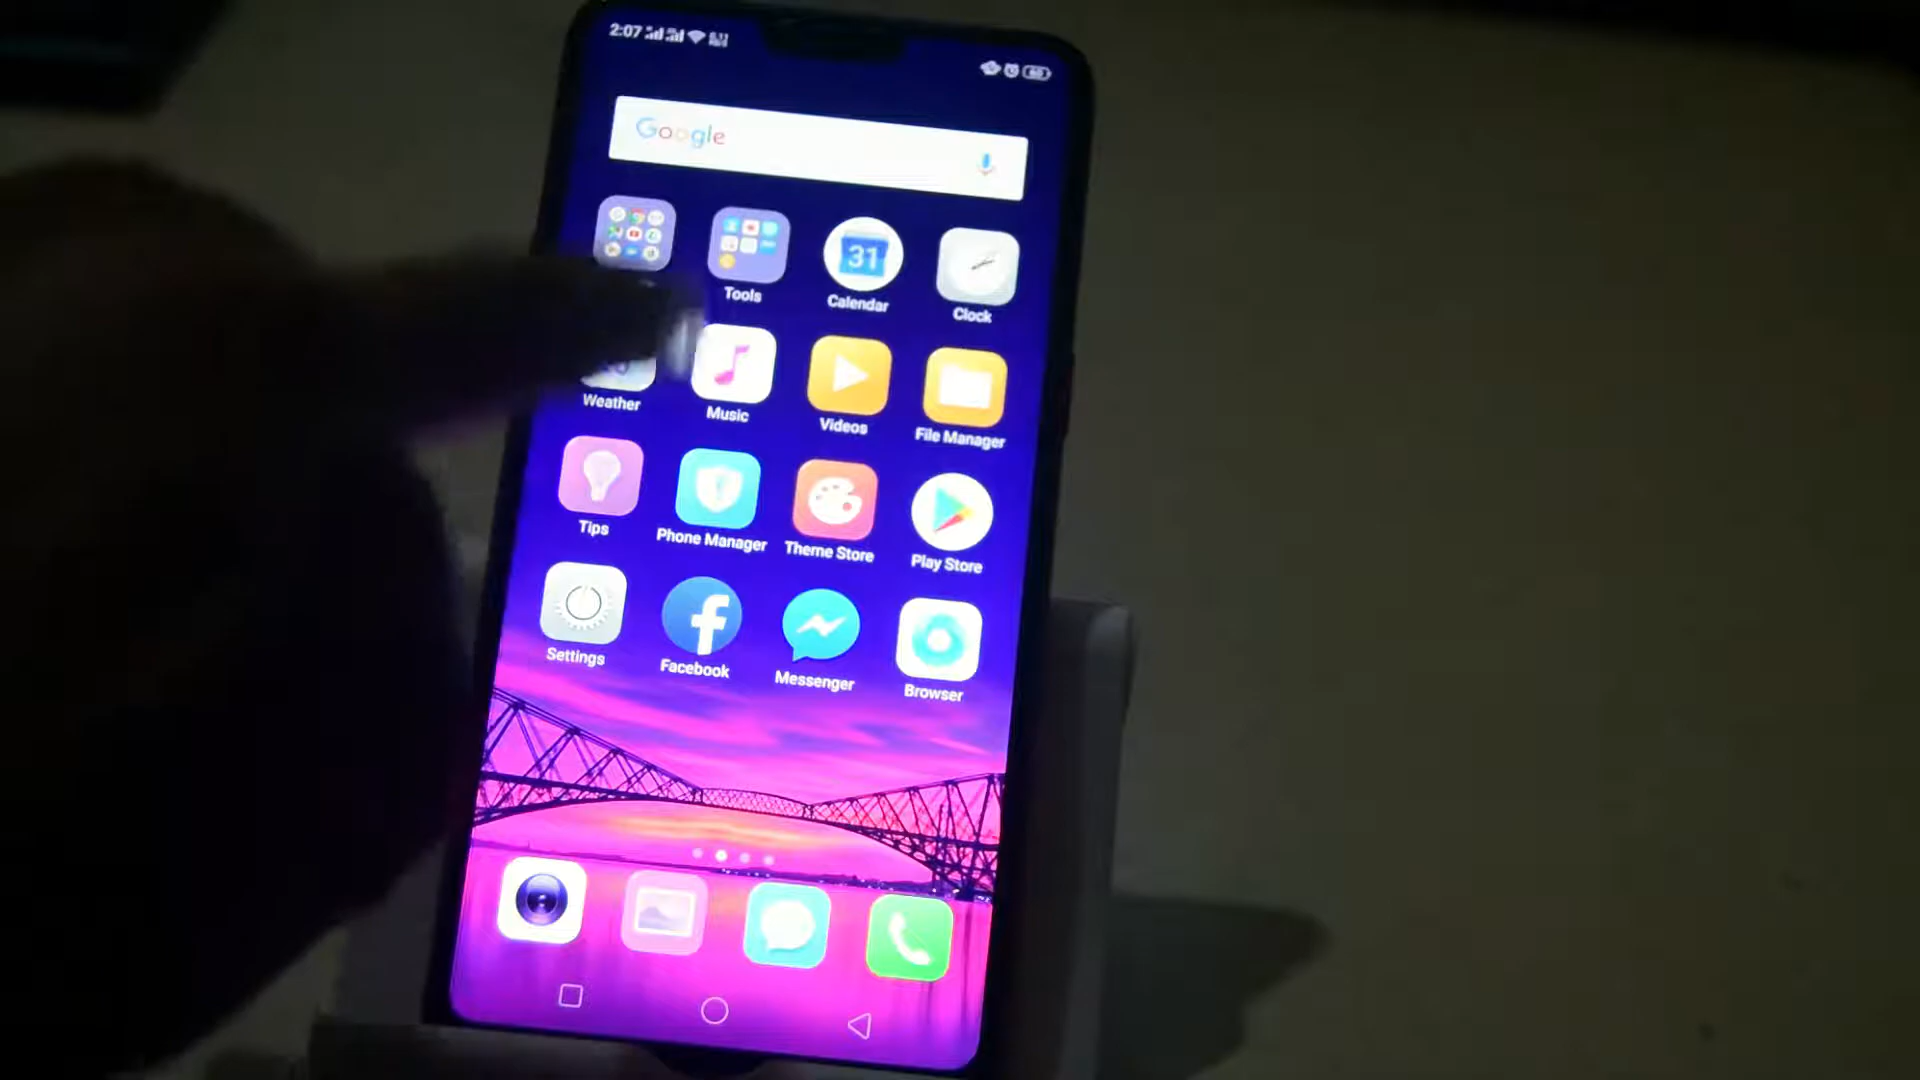 2:07
60
Google
31
Tools
Calendar
Clock
Weather
Music
Videos
File Manager
Tips
Phone Manager
Theme Store
Play Store
Settings
Facebook
Messenger
Browser